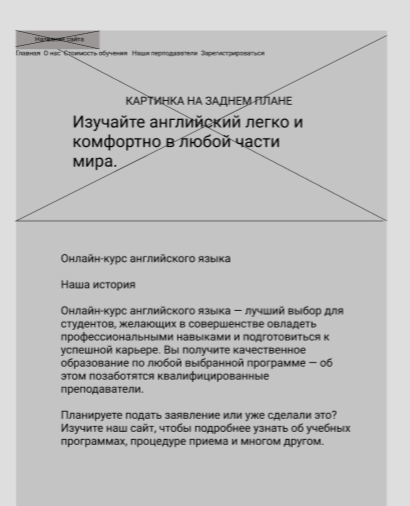 Название сайта
Главная О нас Стоимость обучения Наши перподаватели Зарегистрироваться
КАРТИНКА НА ЗАДНЕМ ПЛАНЕ
Изучайте английский легко и
комфортно в любой части
мира.
Онлайн-курс английского языка
Наша история
Онлайн-курс английского языка — лучший выбор для
студентов, желающих в совершенстве овладеть
профессиональными навыками и подготовиться к
успешной карьере. Вы получите качественное
образование по любой выбранной программе — об
этом позаботятся квалифицированные
преподаватели.
Планируете подать заявление или уже сделали это?
Изучите наш сайт, чтобы подробнее узнать об учебных
программах, процедуре приема и многом другом.